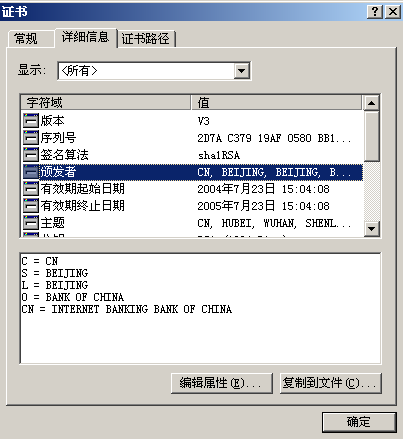 证书
常规 详细信息 证书路径
显示: <所有>
字符域 值
版本 V3
序列号 2D7A C379 19AF 0580 BB1...
签名算法 sha1RSA
颁发者 CN, BEIJING, BEIJING, B...
有效期起始日期 2004年7月23日 15:04:08
有效期终止日期 2005年7月23日 15:04:08
主题 CN, HUBEI, WUHAN, SHENL...
C = CN
S = BEIJING
L = BEIJING
O = BANK OF CHINA
CN = INTERNET BANKING BANK OF CHINA
编辑属性(E)... 复制到文件(C)...
确定